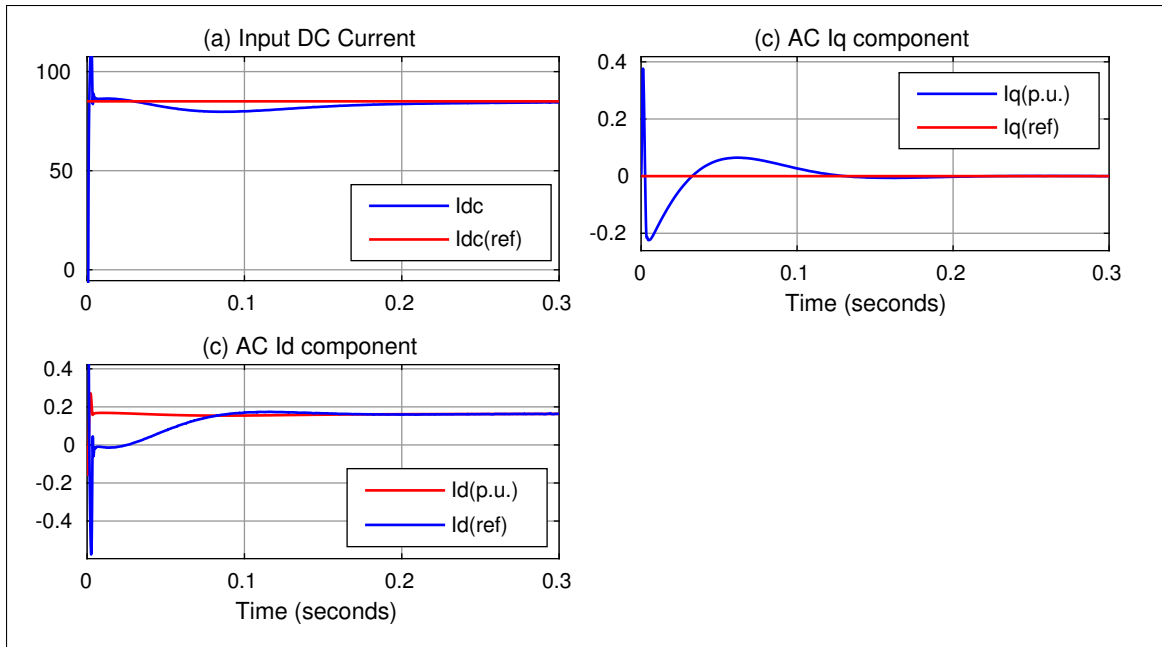 (a) Input DC Current
100
50
0
Idc
Idc(ref)
0
0.1
0.2
0.3
(c) AC Iq component
0.4
0.2
0
-0.2
Iq(p.u.)
Iq(ref)
0
0.1
0.2
0.3
Time (seconds)
(c) AC Id component
0.4
0.2
0
-0.2
-0.4
Id(p.u.)
Id(ref)
0
0.1
0.2
0.3
Time (seconds)